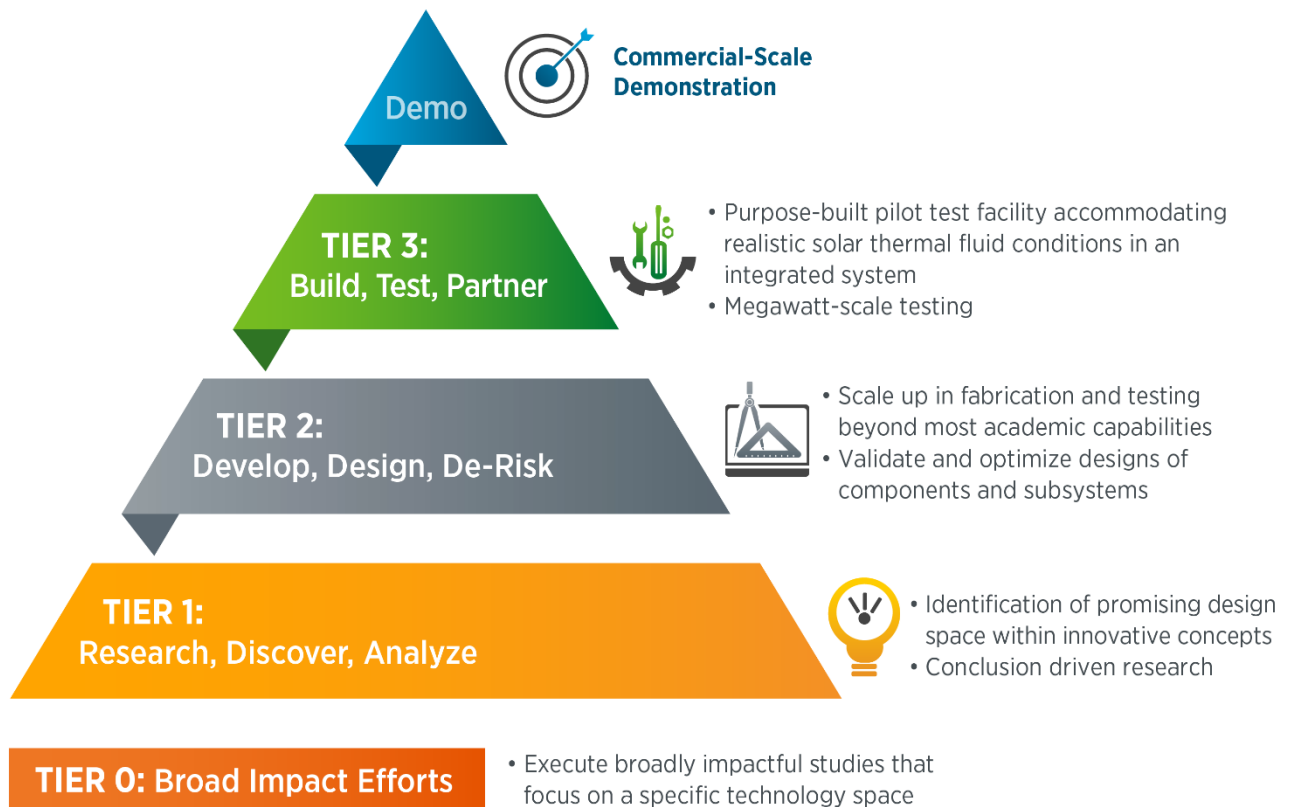 Demo
Commercial-Scale
Demonstration
TIER 3:
Build, Test, Partner
• Purpose-built pilot test facility accommodating
realistic solar thermal fluid conditions in an
integrated system
• Megawatt-scale testing
TIER 2:
Develop, Design, De-Risk
• Scale up in fabrication and testing
beyond most academic capabilities
• Validate and optimize designs of
components and subsystems
TIER 1:
Research, Discover, Analyze
• Identification of promising design
space within innovative concepts
• Conclusion driven research
TIER 0: Broad Impact Efforts
• Execute broadly impactful studies that
focus on a specific technology space